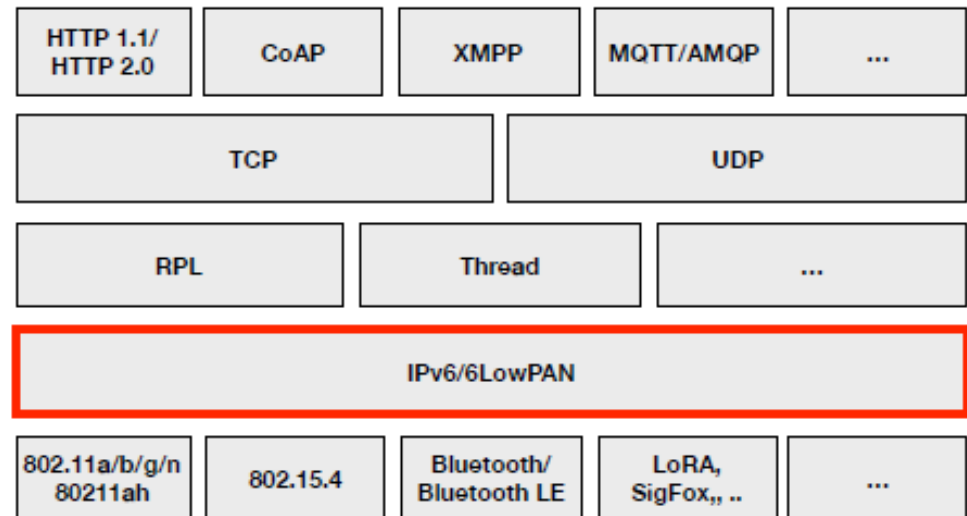 HTTP 1.1/
HTTP 2.0
CoAP
XMPP
MQTT/AMQP
...
TCP
UDP
RPL
Thread
...
IPv6/6LowPAN
802.11a/b/g/n
80211ah
802.15.4
Bluetooth/
Bluetooth LE
LoRA,
SigFox,, ..
...